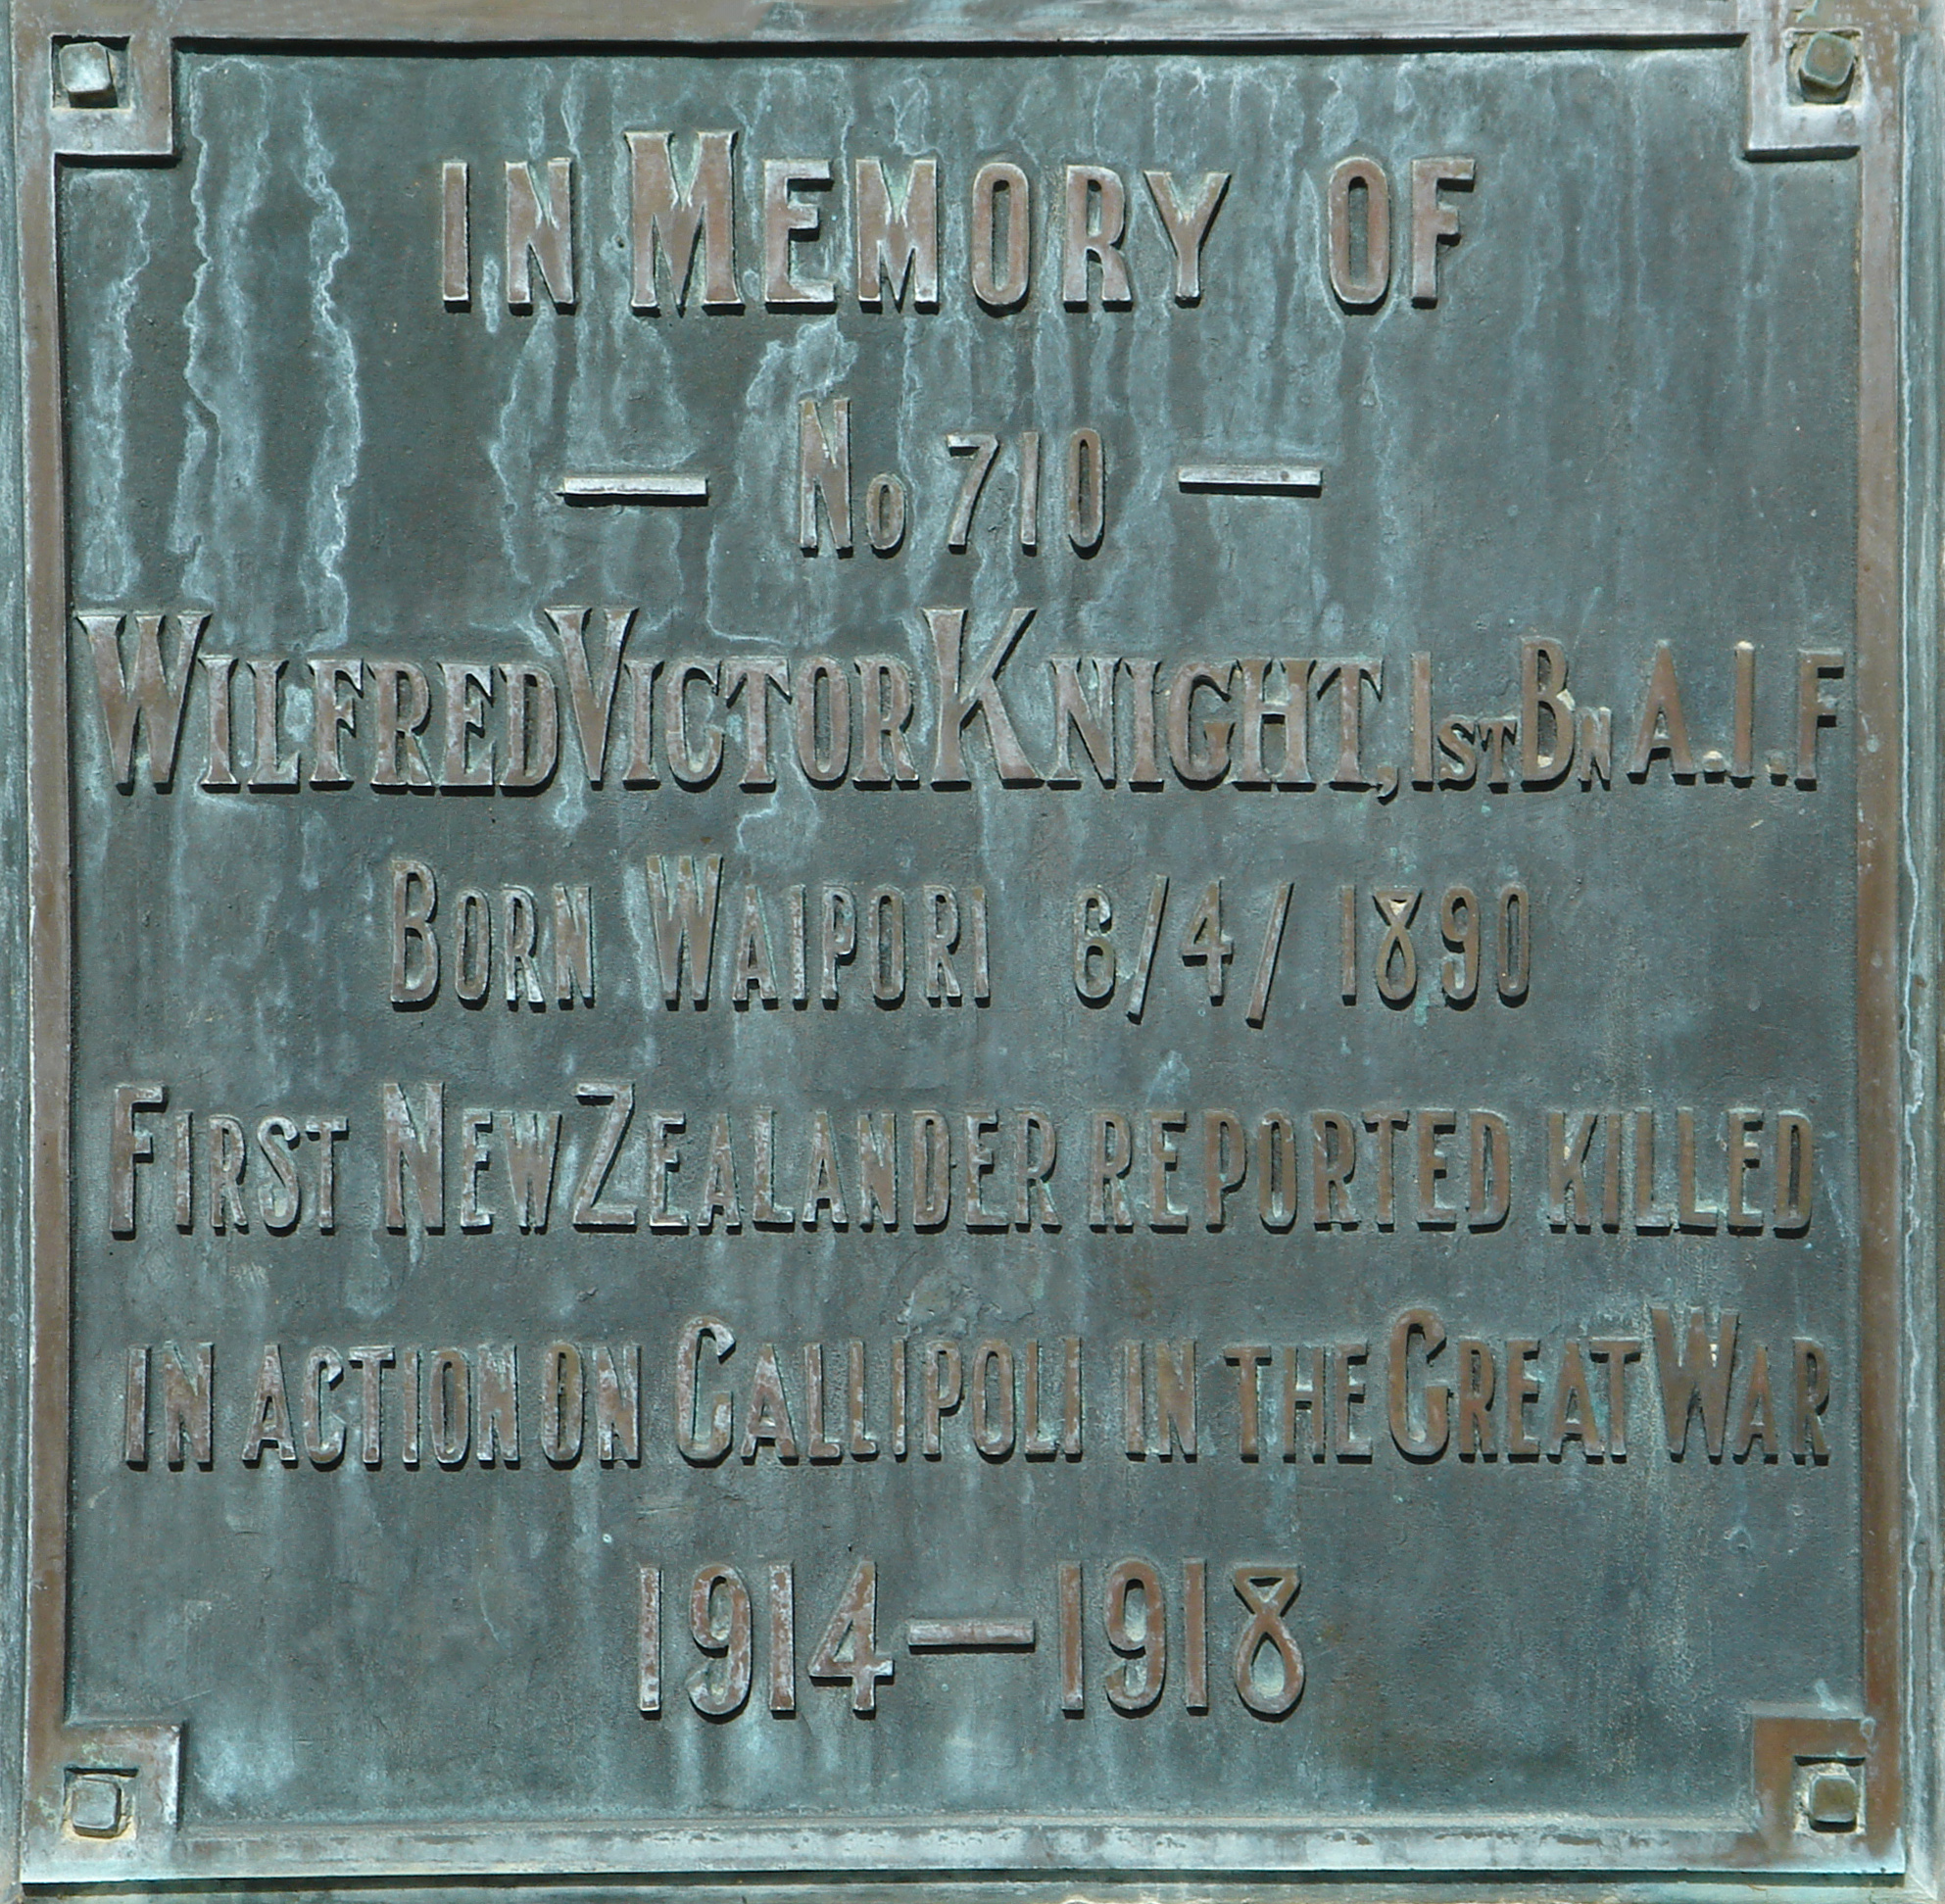 IN MEMORY OF
— No 710 —
WILFRED VICTOR KNIGHT, 1ST BN A.I.F
BORN WAIPORI 6/4/1890
FIRST NEW ZEALANDER REPORTED KILLED
IN ACTION ON GALLIPOLI IN THE GREAT WAR
1914—1918